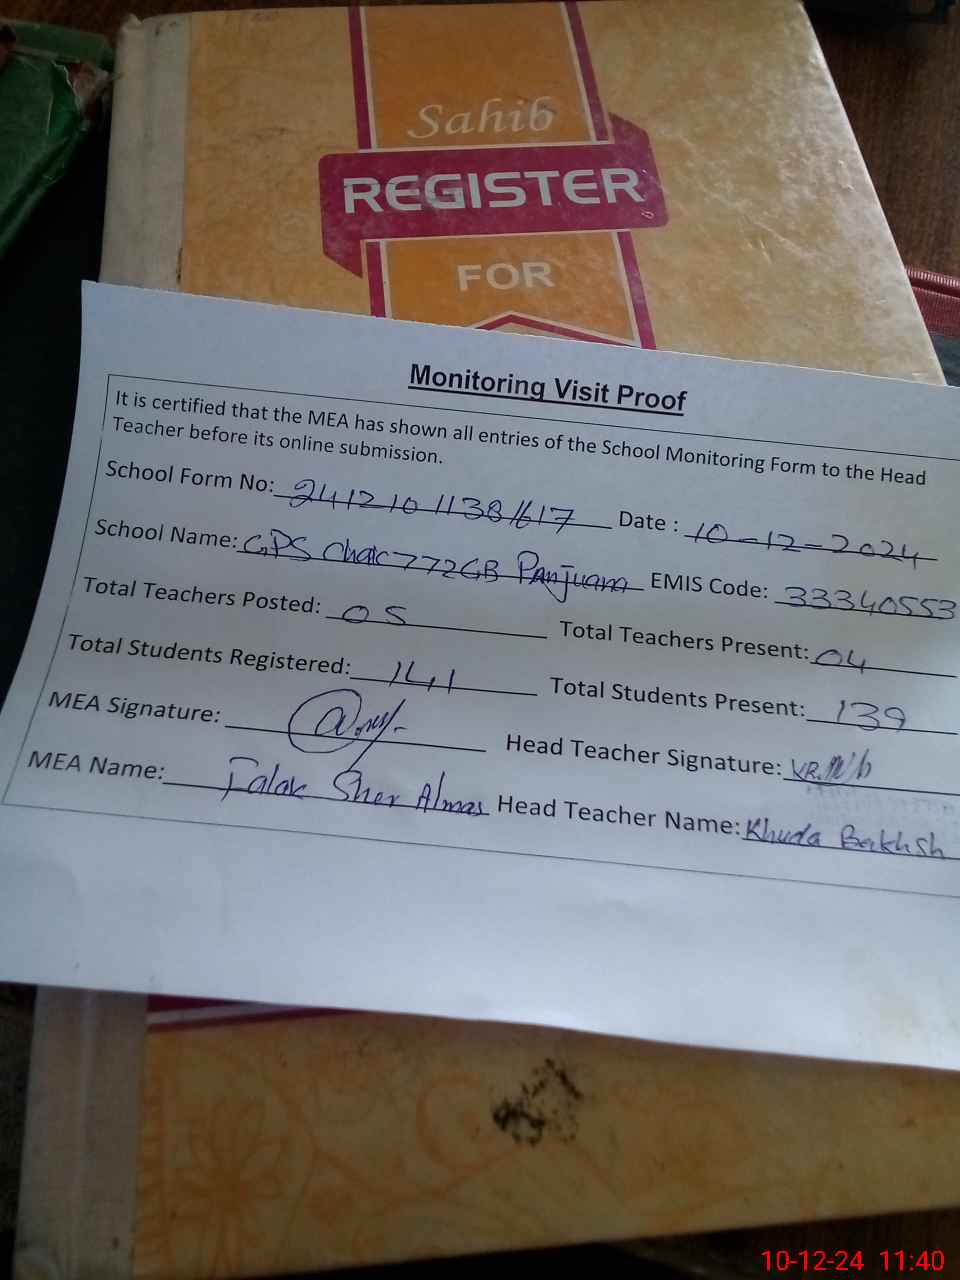 Sahib
REGISTER
FOR
Monitoring Visit Proof
It is certified that the MEA has shown all entries of the School Monitoring Form to the Head
Teacher before its online submission.
School Form No: 24121011381617 Date : 10-12-2024
School Name: GPS Chak 772GB Panjuam EMIS Code: 33340553
Total Teachers Posted: 05 Total Teachers Present: 04
Total Students Registered: 141 Total Students Present: 139
MEA Signature: Head Teacher Signature:
MEA Name: Falak Sher Almas Head Teacher Name: Khuda Bakhsh
10-12-24 11:40